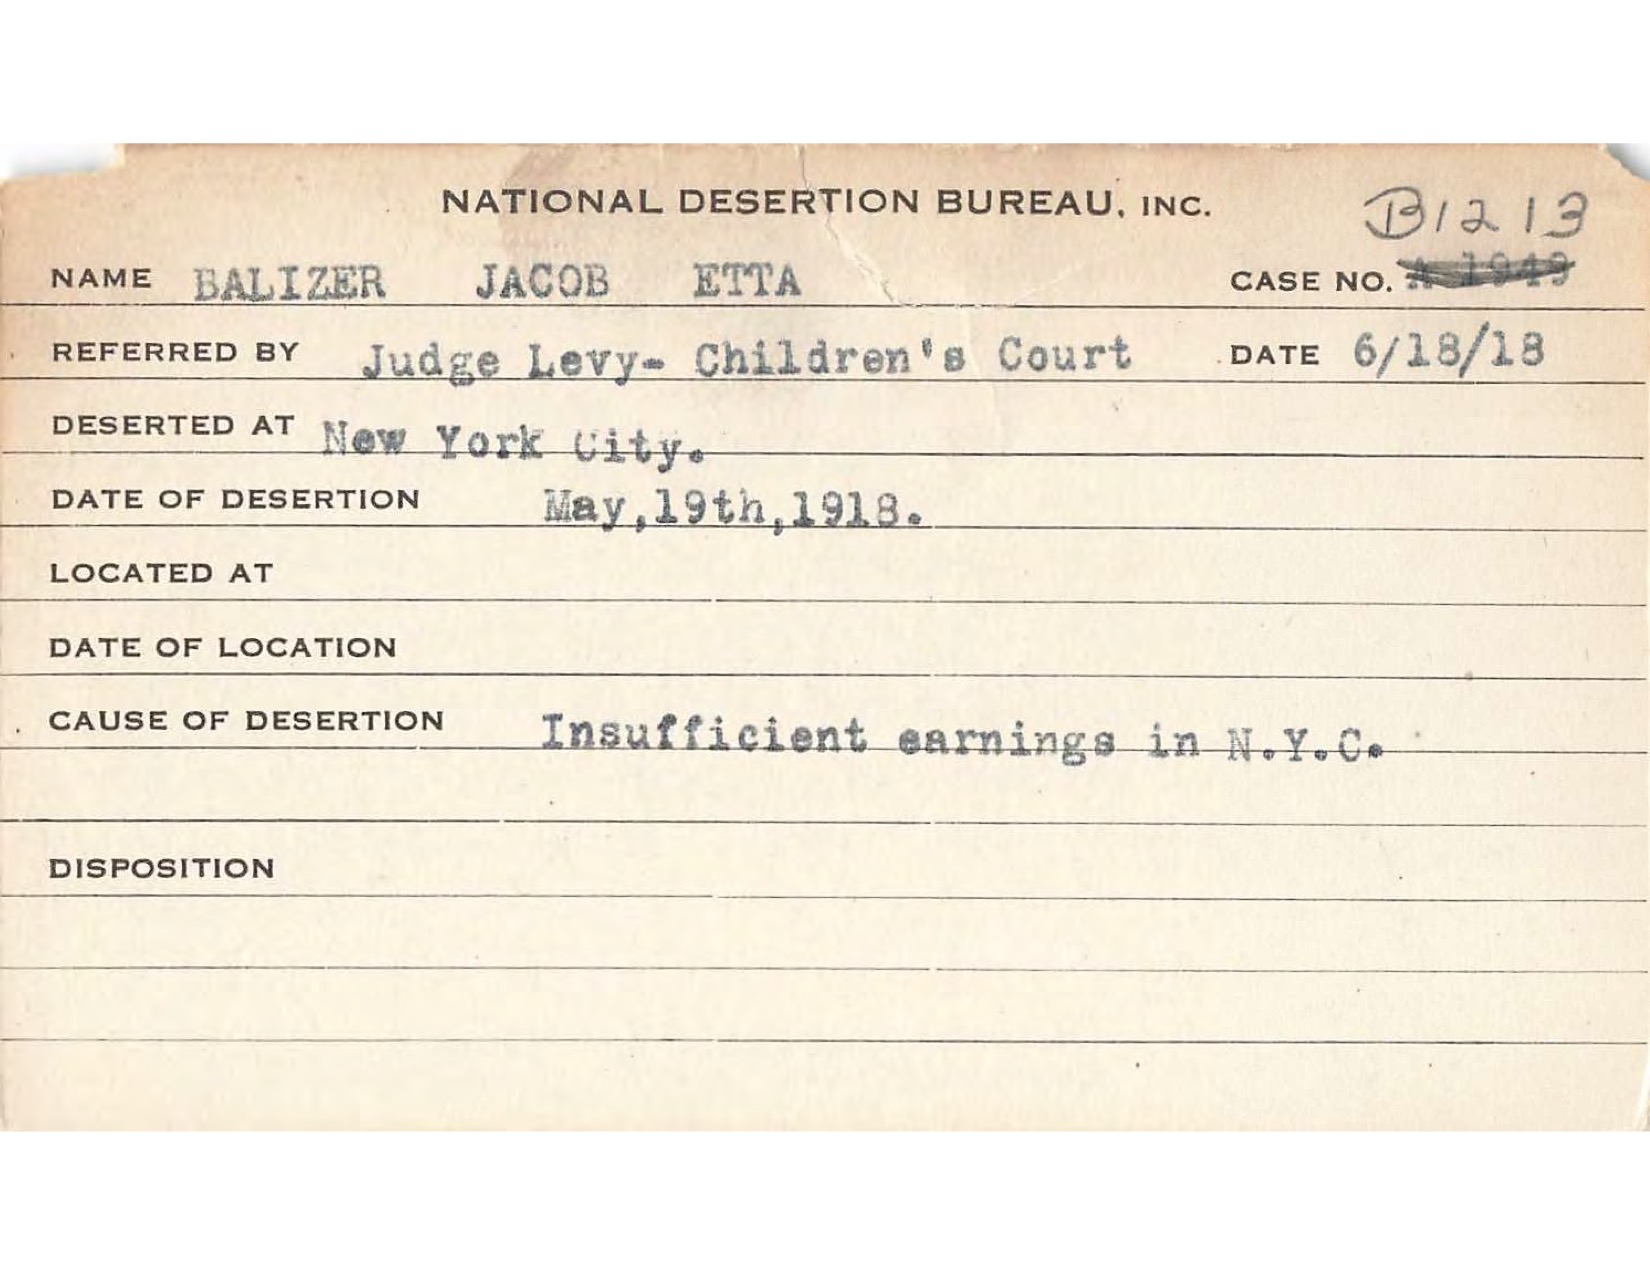 NATIONAL DESERTION BUREAU, INC.
B1213
NAME BALIZER JACOB ETTA CASE NO. A 1949
REFERRED BY Judge Levy- Children's Court DATE 6/18/18
DESERTED AT New York City.
DATE OF DESERTION May,19th,1918.
LOCATED AT
DATE OF LOCATION
CAUSE OF DESERTION Insufficient earnings in N.Y.C.
DISPOSITION